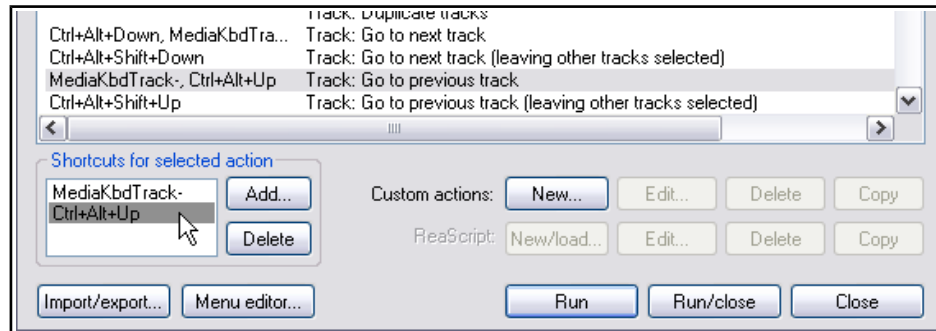 Track: Duplicate tracks
Ctrl+Alt+Down, MediaKbdTra... Track: Go to next track
Ctrl+Alt+Shift+Down Track: Go to next track (leaving other tracks selected)
MediaKbdTrack-, Ctrl+Alt+Up Track: Go to previous track
Ctrl+Alt+Shift+Up Track: Go to previous track (leaving other tracks selected)
Shortcuts for selected action
MediaKbdTrack- Add... Custom actions: New... Edit... Delete Copy
Ctrl+Alt+Up
Delete ReaScript: New/load... Edit... Delete Copy
Import/export... Menu editor... Run Run/close Close